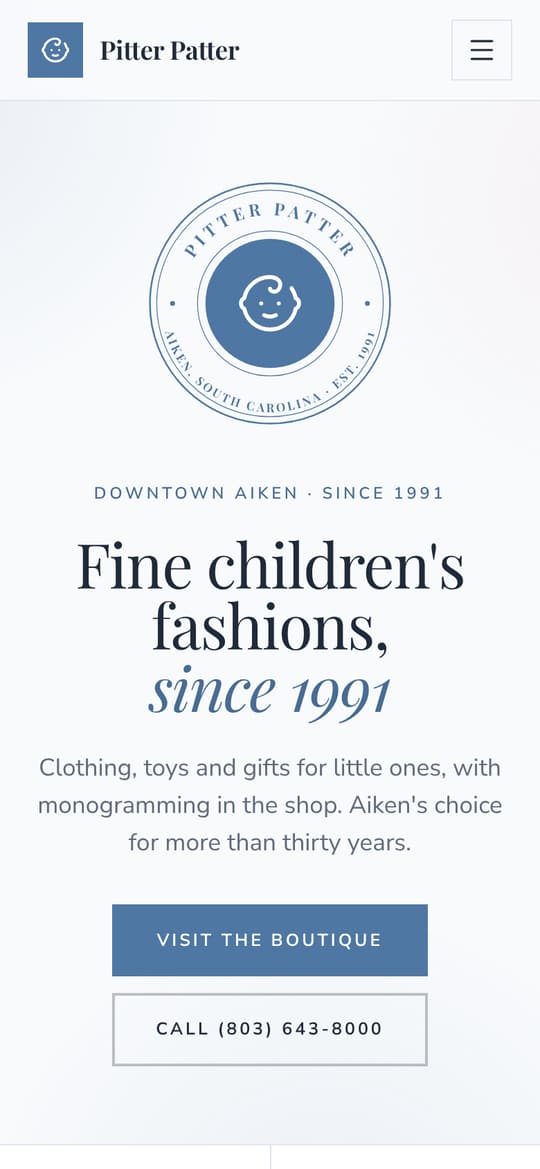 Pitter Patter
PITTER PATTER
AIKEN, SOUTH CAROLINA · EST. 1991
DOWNTOWN AIKEN · SINCE 1991
Fine children's
fashions,
since 1991
Clothing, toys and gifts for little ones, with
monogramming in the shop. Aiken's choice
for more than thirty years.
VISIT THE BOUTIQUE
CALL (803) 643-8000